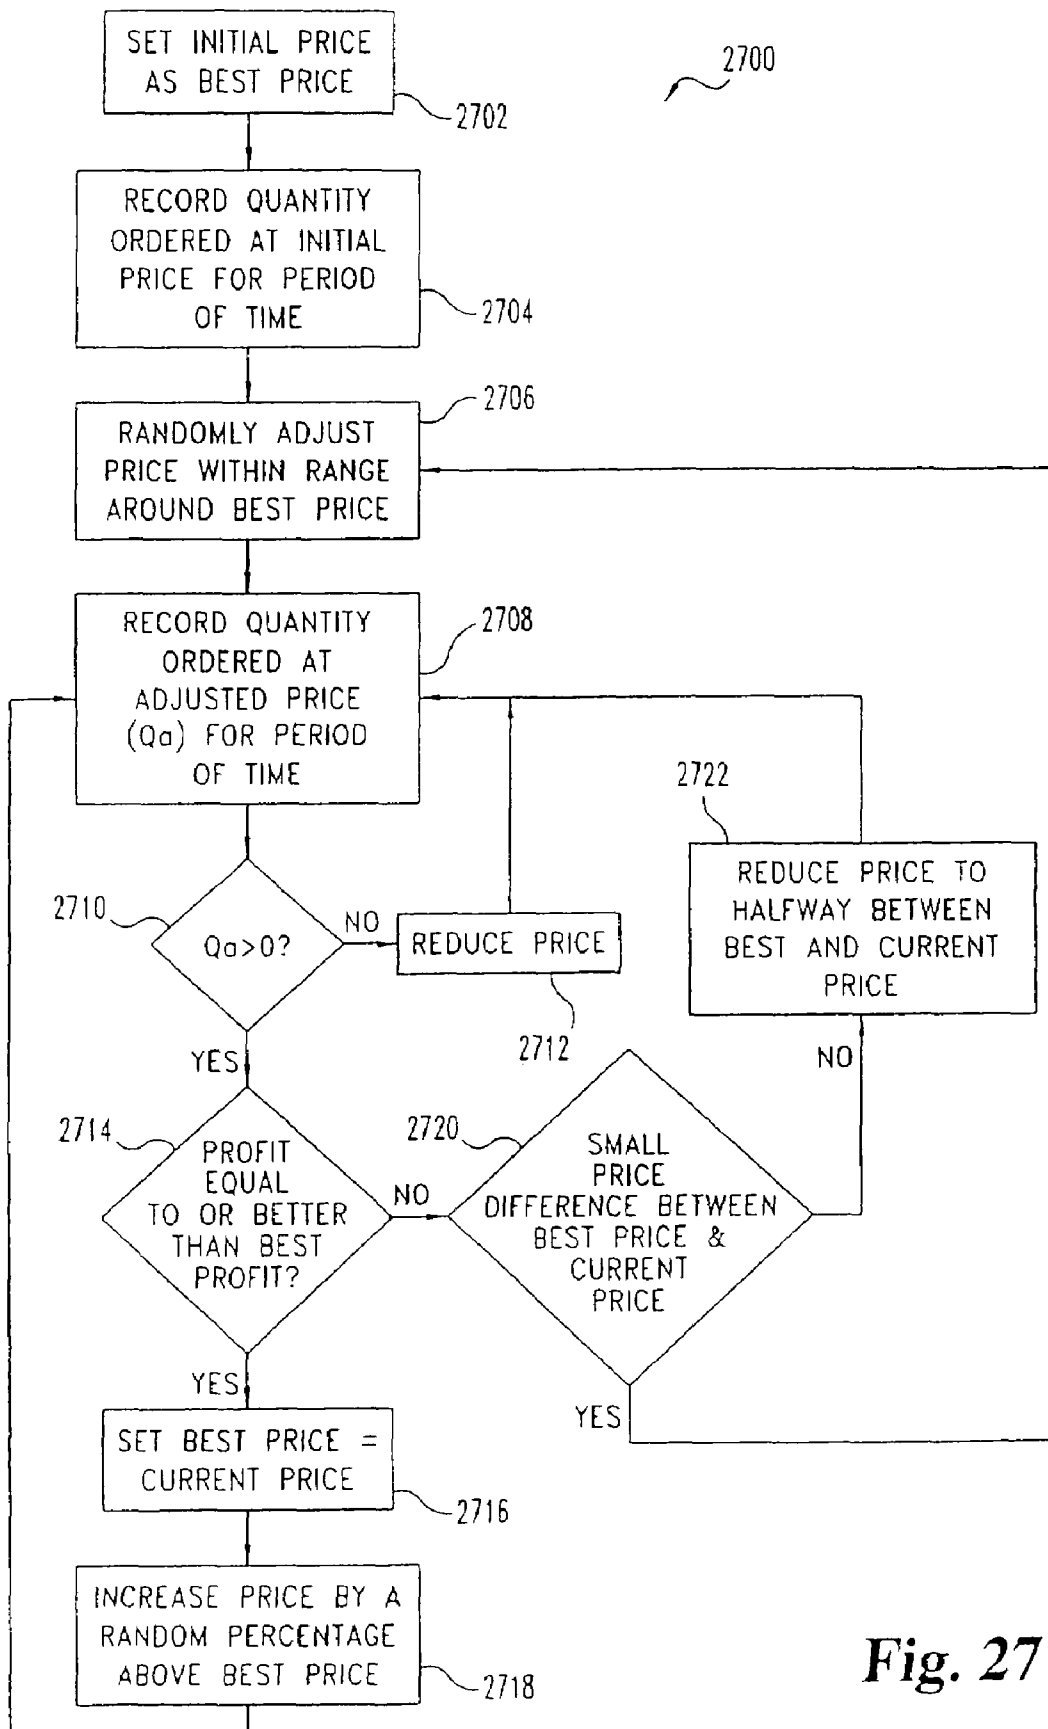 SET INITIAL PRICE
AS BEST PRICE
2702
2700
RECORD QUANTITY
ORDERED AT INITIAL
PRICE FOR PERIOD
OF TIME
2704
2706
RANDOMLY ADJUST
PRICE WITHIN RANGE
AROUND BEST PRICE
RECORD QUANTITY
ORDERED AT
ADJUSTED PRICE
(Qa) FOR PERIOD
OF TIME
2708
2710
Qa>0?
NO
REDUCE PRICE
2712
2722
REDUCE PRICE TO
HALFWAY BETWEEN
BEST AND CURRENT
PRICE
NO
YES
2714
PROFIT
EQUAL
TO OR BETTER
THAN BEST
PROFIT?
NO
2720
SMALL
PRICE
DIFFERENCE BETWEEN
BEST PRICE &
CURRENT
PRICE
YES
YES
SET BEST PRICE =
CURRENT PRICE
2716
INCREASE PRICE BY A
RANDOM PERCENTAGE
ABOVE BEST PRICE
2718
Fig. 27